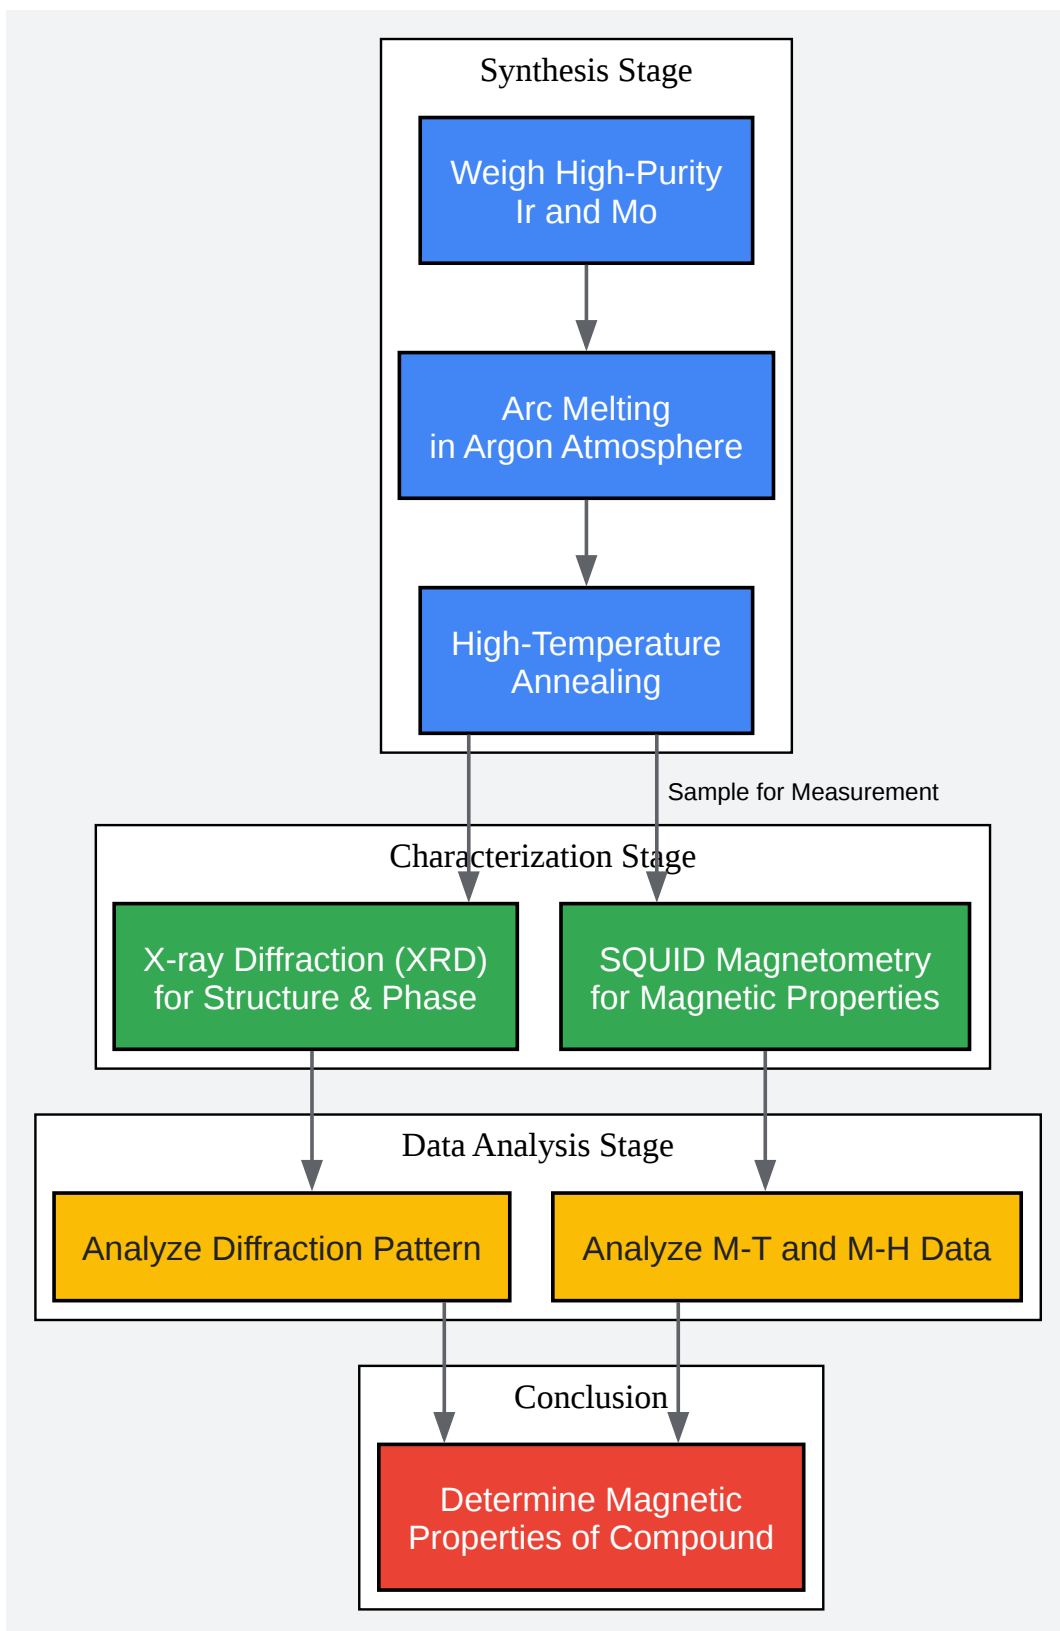 Synthesis Stage
Weigh High-Purity
Ir and Mo
Arc Melting
in Argon Atmosphere
High-Temperature
Annealing
Sample for Measurement
Characterization Stage
X-ray Diffraction (XRD)
for Structure & Phase
SQUID Magnetometry
for Magnetic Properties
Data Analysis Stage
Analyze Diffraction Pattern
Analyze M-T and M-H Data
Conclusion
Determine Magnetic
Properties of Compound